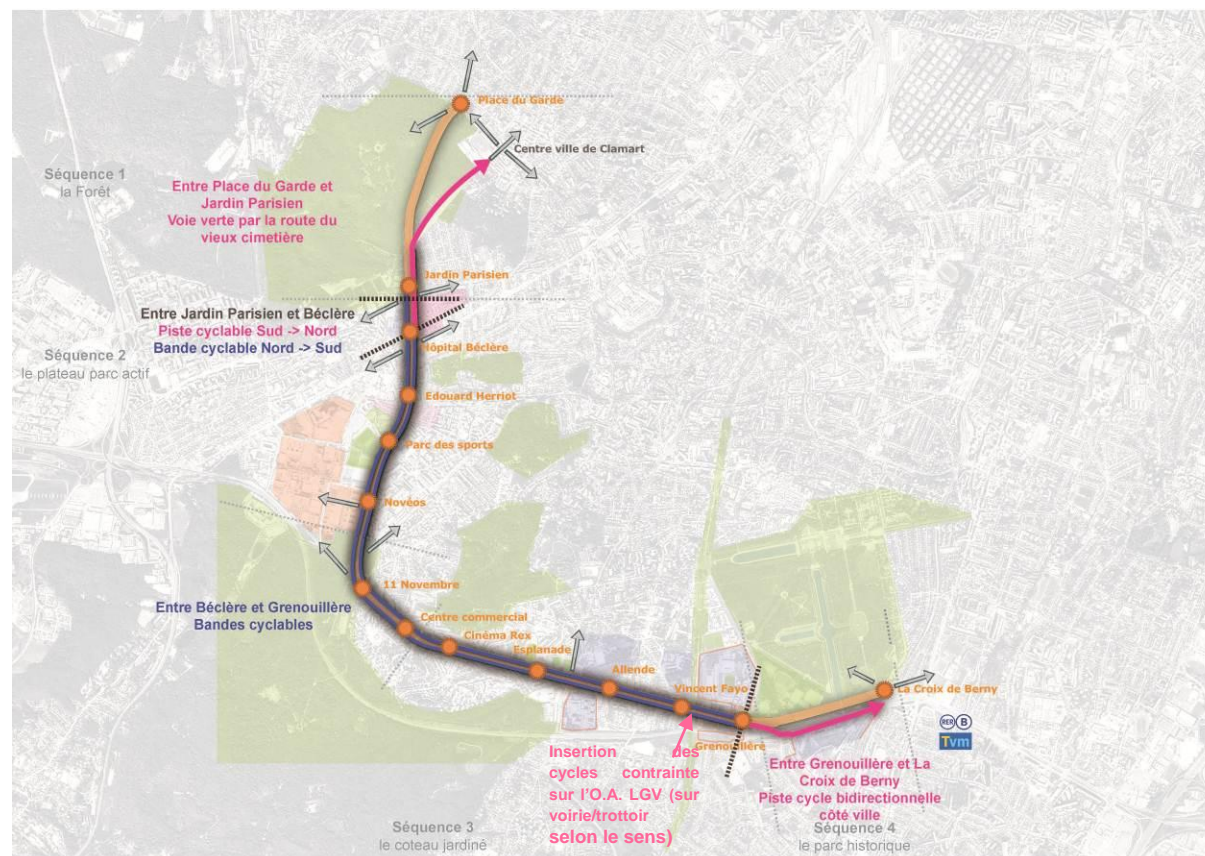 Place du Garde
Centre ville de Clamart
Séquence 1
la Forêt
Entre Place du Garde et
Jardin Parisien
Voie verte par la route du
vieux cimetière
Jardin Parisien
Entre Jardin Parisien et Béclère
Piste cyclable Sud -> Nord
Bande cyclable Nord -> Sud
Hôpital Béclère
Séquence 2
le plateau parc actif
Edouard Herriot
Parc des sports
Novéos
11 Novembre
Entre Béclère et Grenouillère
Bandes cyclables
Centre commercial
Cinéma Rex
Esplanade
Allende
Vincent Fayo
La Croix de Berny
Grenouillère
RER B
Tvm
Insertion des
cycles contrainte
sur l'O.A. LGV (sur
voirie/trottoir
selon le sens)
Entre Grenouillère et La
Croix de Berny
Piste cycle bidirectionnelle
côté ville
Séquence 3
le coteau jardiné
Séquence 4
le parc historique